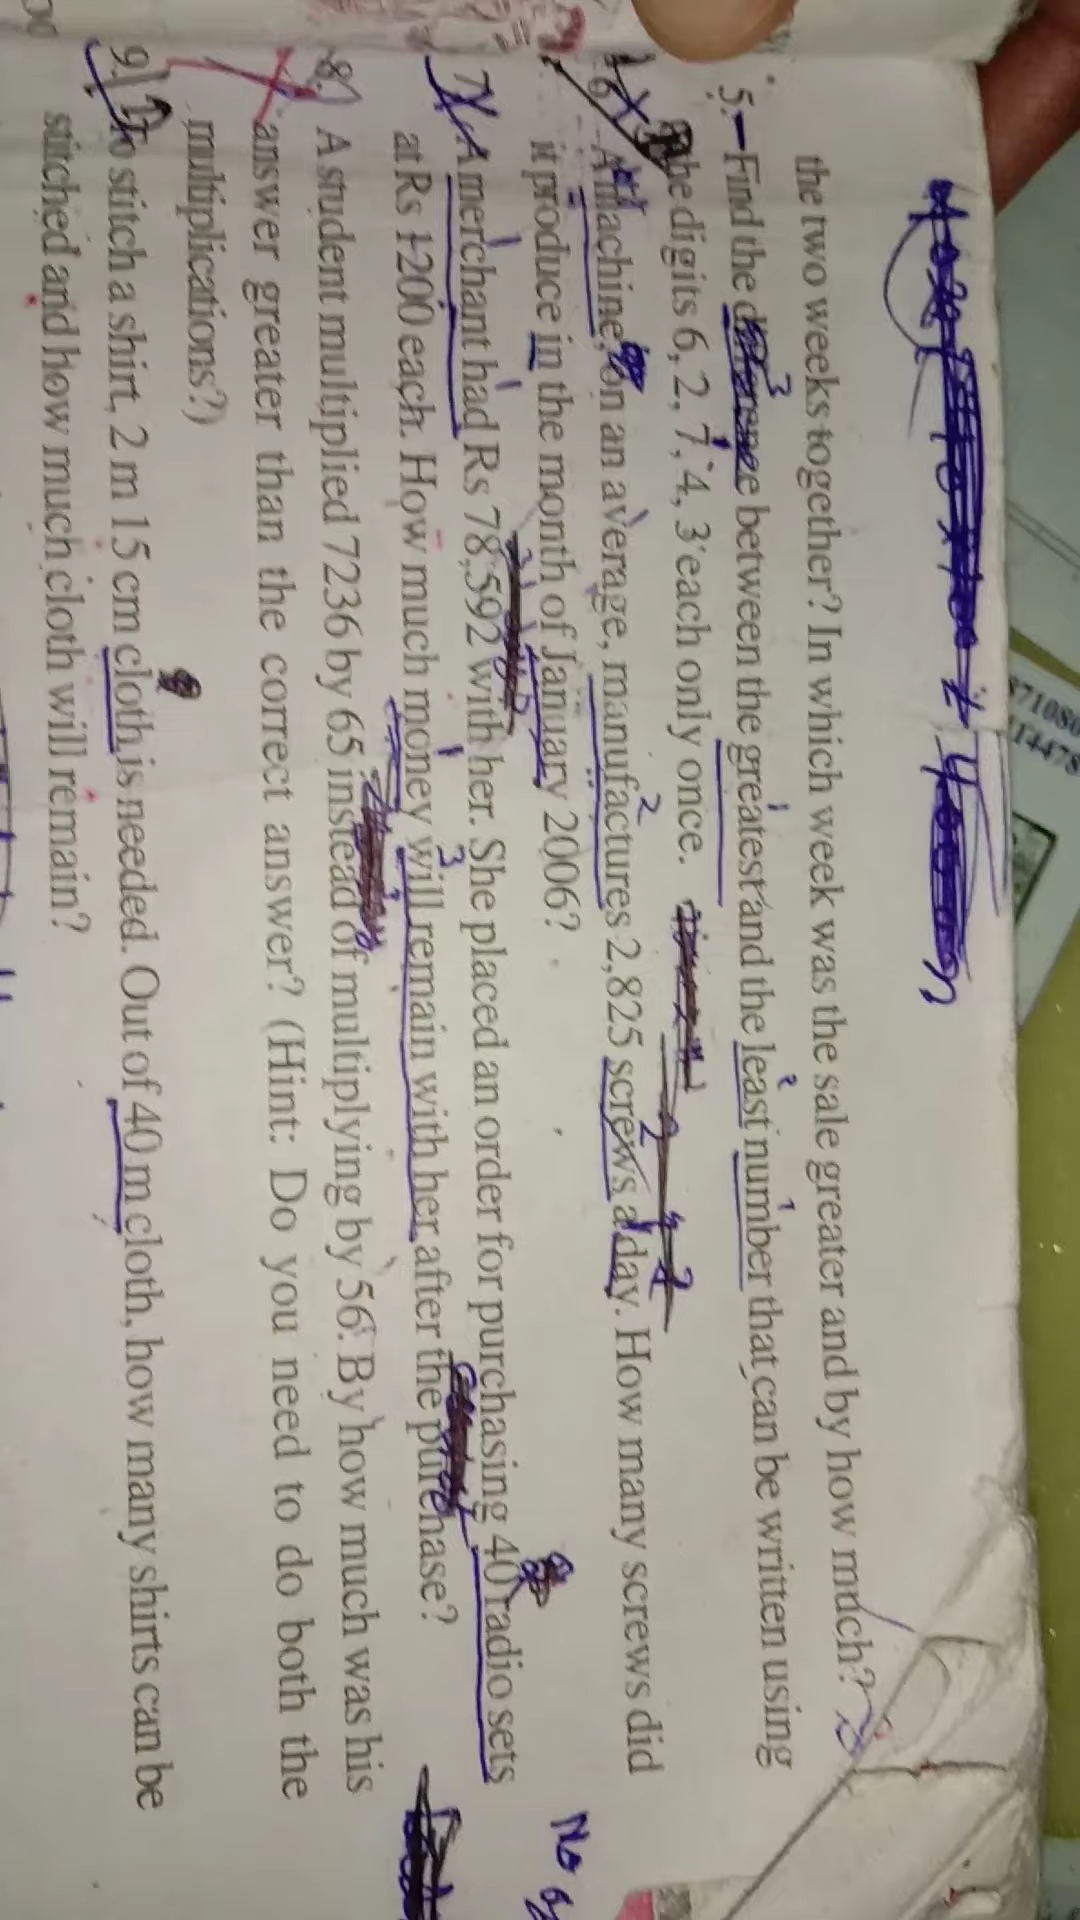 the two weeks together? In which week was the sale greater and by how much?
5. Find the difference between the greatest and the least number that can be written using
the digits 6, 2, 7, 4, 3 each only once.
6. A machine, on an average, manufactures 2,825 screws a day. How many screws did
it produce in the month of January 2006?
7. A merchant had Rs 78,592 with her. She placed an order for purchasing 40 radio sets
at Rs 1200 each. How much money will remain with her after the purchase?
8. A student multiplied 7236 by 65 instead of multiplying by 56. By how much was his
answer greater than the correct answer? (Hint: Do you need to do both the
multiplications?)
9. To stitch a shirt, 2 m 15 cm cloth is needed. Out of 40 m cloth, how many shirts can be
stitched and how much cloth will remain?